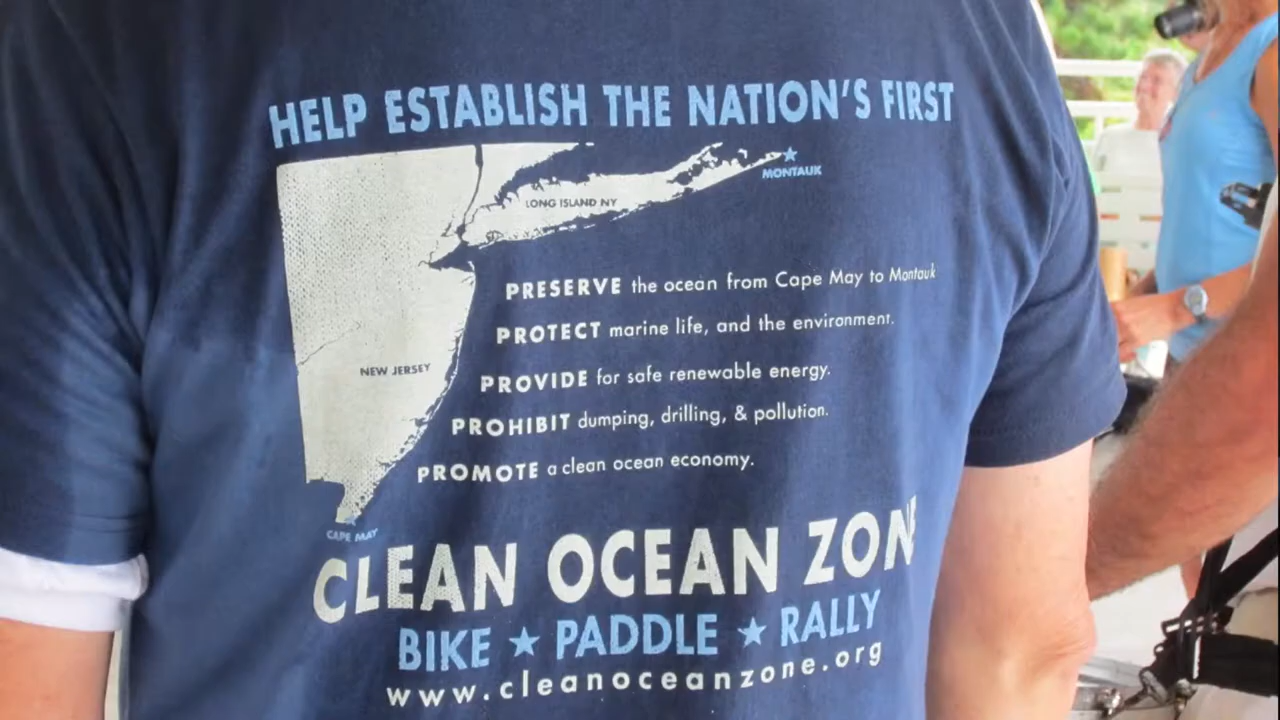 HELP ESTABLISH THE NATION'S FIRST
MONTAUK
LONG ISLAND NY
PRESERVE the ocean from Cape May to Montauk
PROTECT marine life, and the environment.
NEW JERSEY
PROVIDE for safe renewable energy.
PROHIBIT dumping, drilling, & pollution.
PROMOTE a clean ocean economy.
CAPE MAY
CLEAN OCEAN ZONE
BIKE ★ PADDLE ★ RALLY
www.cleanoceanzone.org